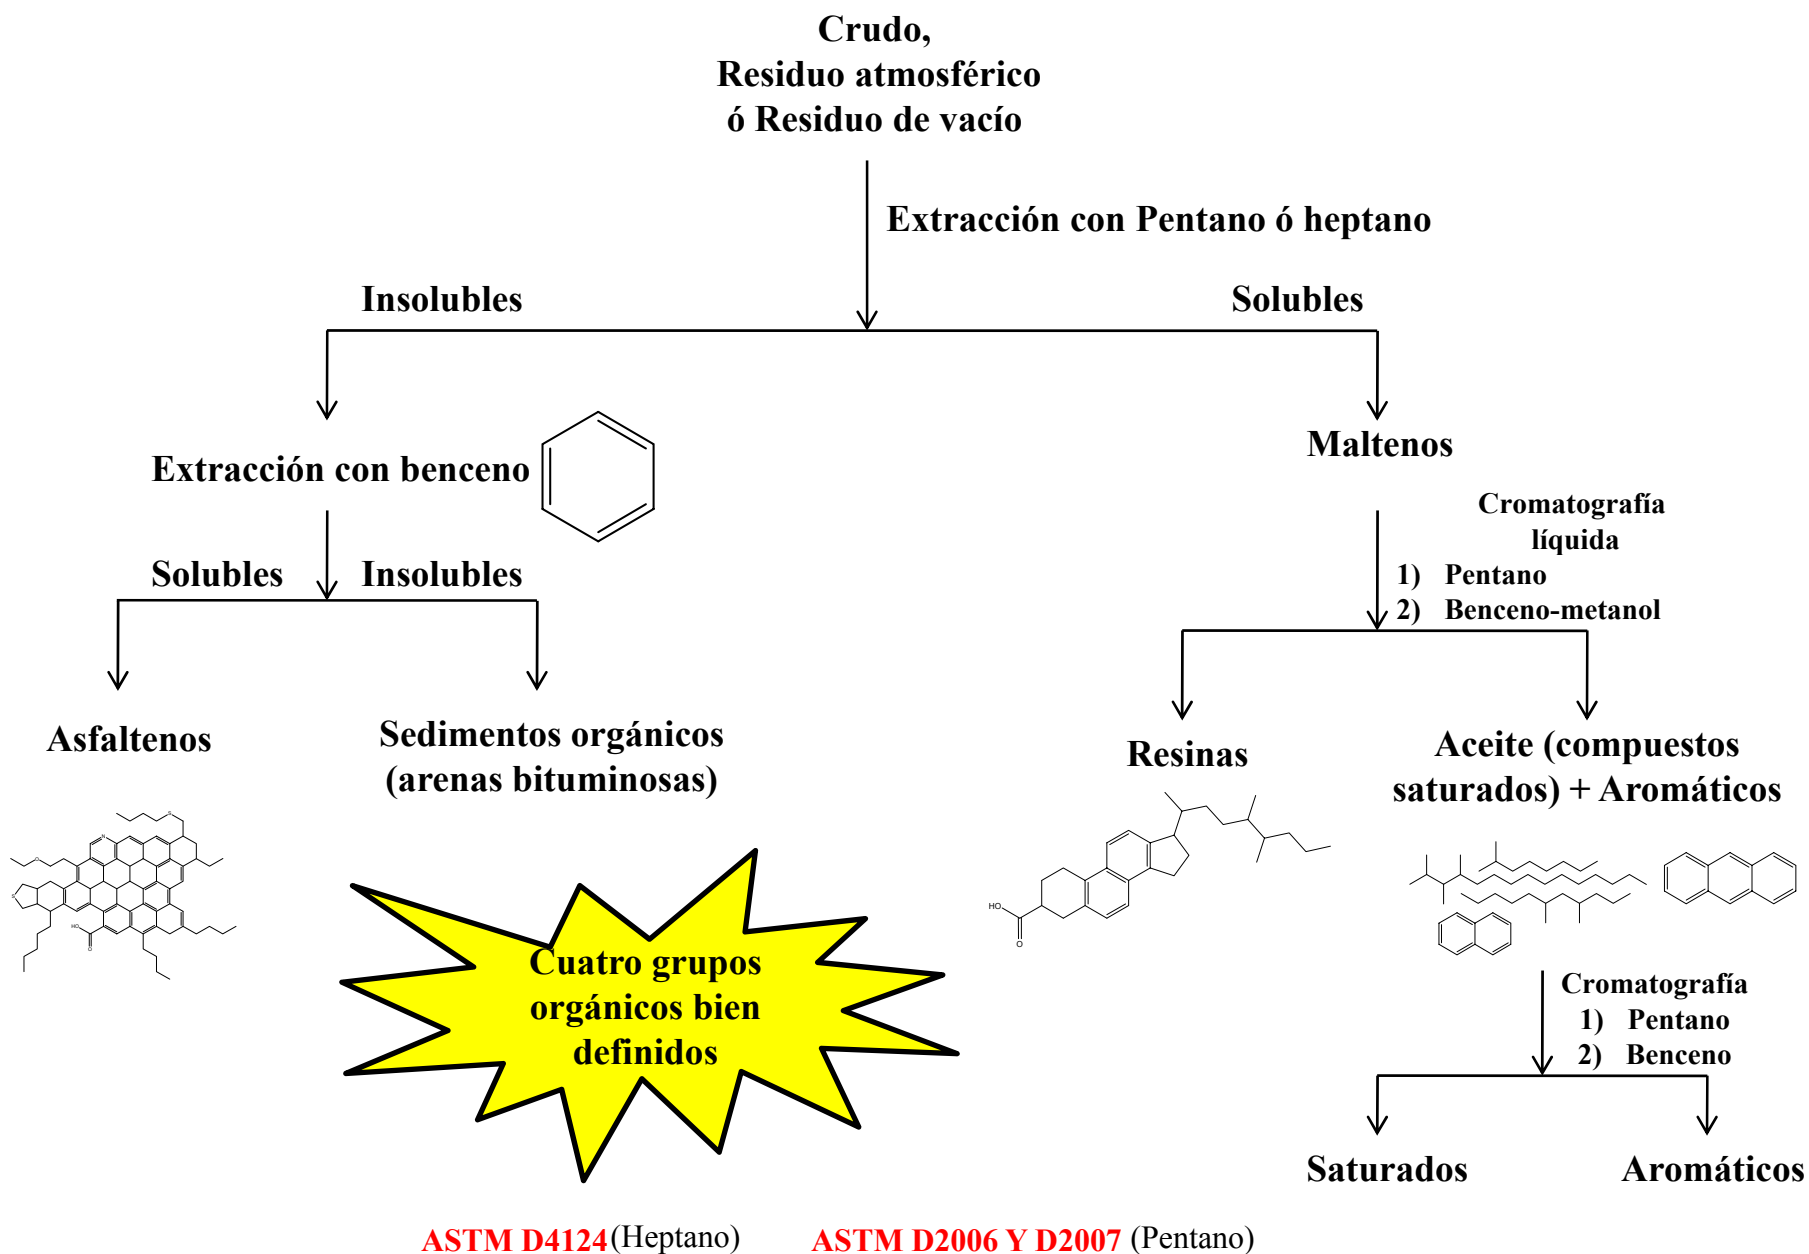 Crudo,
Residuo atmosférico
ó Residuo de vacío
Extracción con Pentano ó heptano
Insolubles
Solubles
Extracción con benceno
Maltenos
Cromatografía
líquida
1) Pentano
2) Benceno-metanol
Solubles
Insolubles
Asfaltenos
Sedimentos orgánicos
(arenas bituminosas)
Resinas
Aceite (compuestos
saturados) + Aromáticos
S
N
O
S
HO
O
HO
O
Cuatro grupos
orgánicos bien
definidos
Cromatografía
1) Pentano
2) Benceno
Saturados
Aromáticos
ASTM D4124 (Heptano)
ASTM D2006 Y D2007 (Pentano)